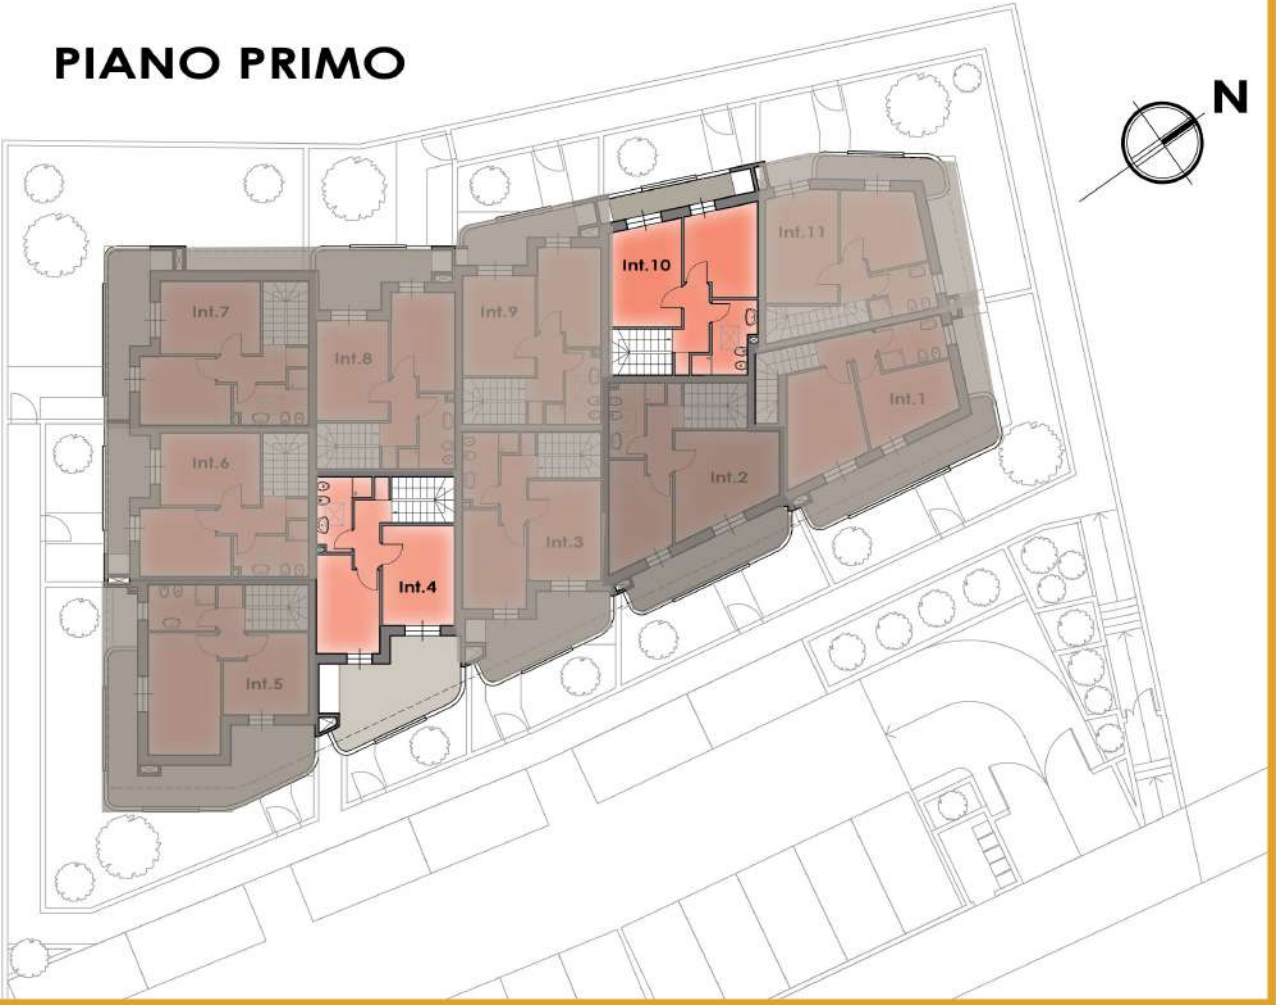 PIANO PRIMO
N
Int.11
Int.10
Int.7
Int.9
Int.8
Int.1
Int.6
Int.2
Int.3
Int.4
Int.5